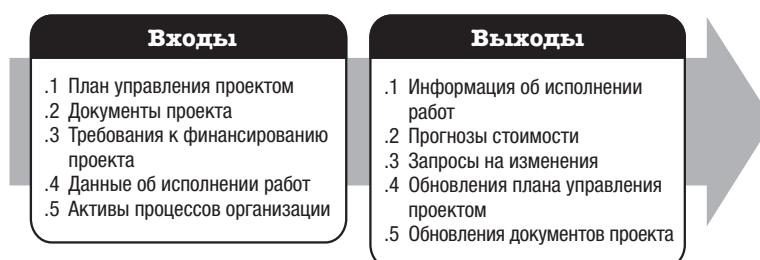 Входы
.1 План управления проектом
.2 Документы проекта
.3 Требования к финансированию
проекта
.4 Данные об исполнении работ
.5 Активы процессов организации
Выходы
.1 Информация об исполнении
работ
.2 Прогнозы стоимости
.3 Запросы на изменения
.4 Обновления плана управления
проектом
.5 Обновления документов проекта